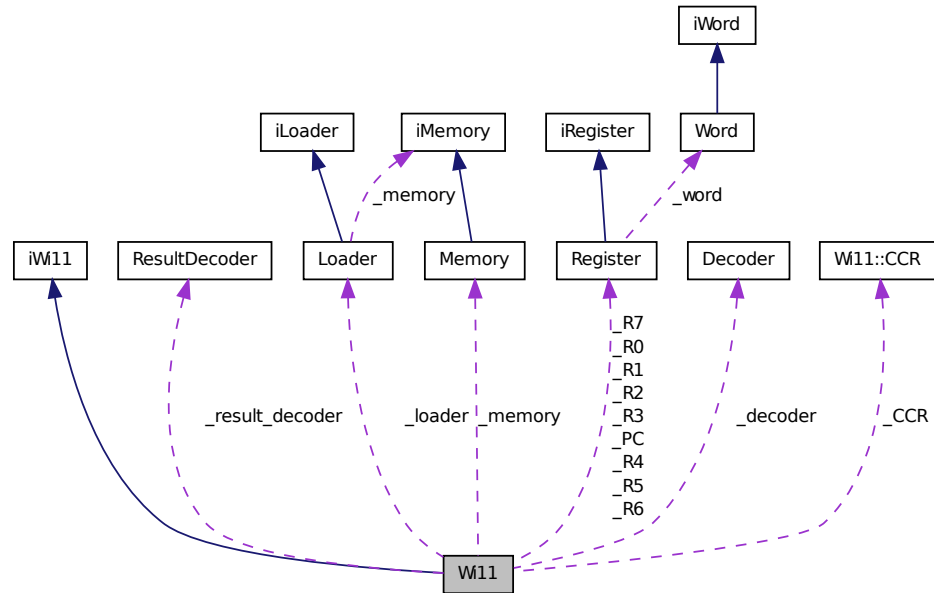 iWord
iLoader
iMemory
iRegister
Word
_memory
_word
iWi11
ResultDecoder
Loader
Memory
Register
Decoder
Wi11::CCR
_R7
_R0
_R1
_R2
_R3
_PC
_R4
_R5
_R6
_result_decoder
_loader
_memory
_decoder
_CCR
Wi11